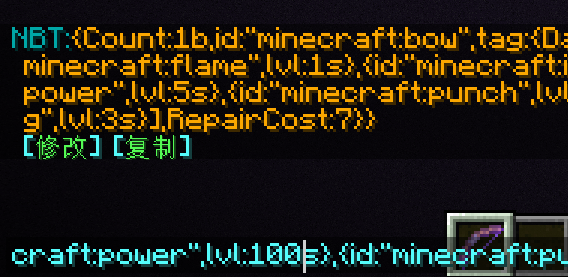 NBT:{Count:1b,id:"minecraft:bow",tag:{Da
minecraft:flame",lvl:1s},{id:"minecraft:i
power",lvl:5s},{id:"minecraft:punch",lvl
g",lvl:3s}],RepairCost:7}}
[修改] [复制]
craft:power",lvl:100s},{id:"minecraft:pu